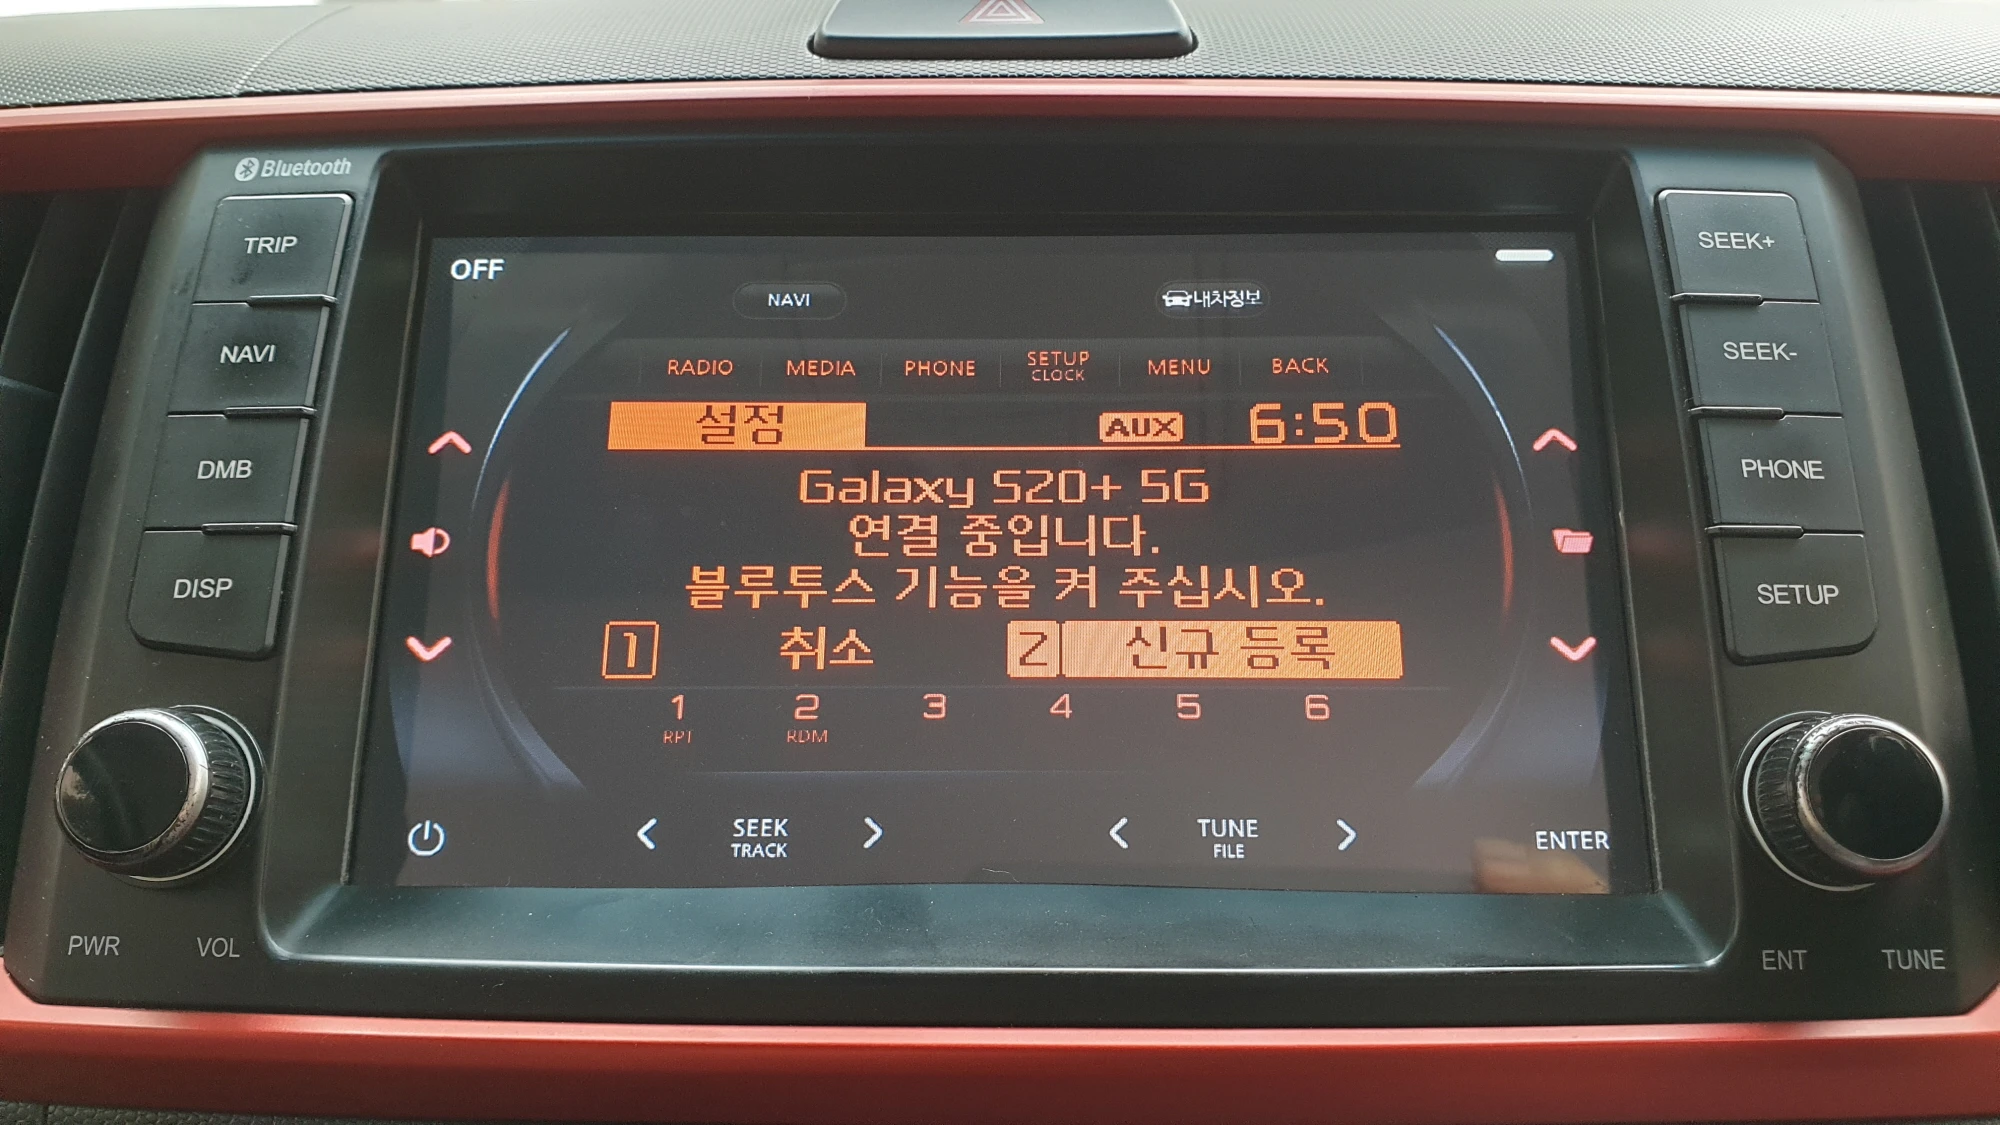 Bluetooth
TRIP
NAVI
DMB
DISP
PWR VOL
OFF
NAVI
내차정보
RADIO MEDIA PHONE SETUP CLOCK MENU BACK
설정 AUX 6:50
Galaxy S20+ 5G
연결 중입니다.
블루투스 기능을 켜 주십시오.
1 취소 2 신규 등록
1 2 3 4 5 6
RPT RDM
< SEEK > < TUNE > ENTER
TRACK FILE
SEEK+
SEEK-
PHONE
SETUP
ENT TUNE